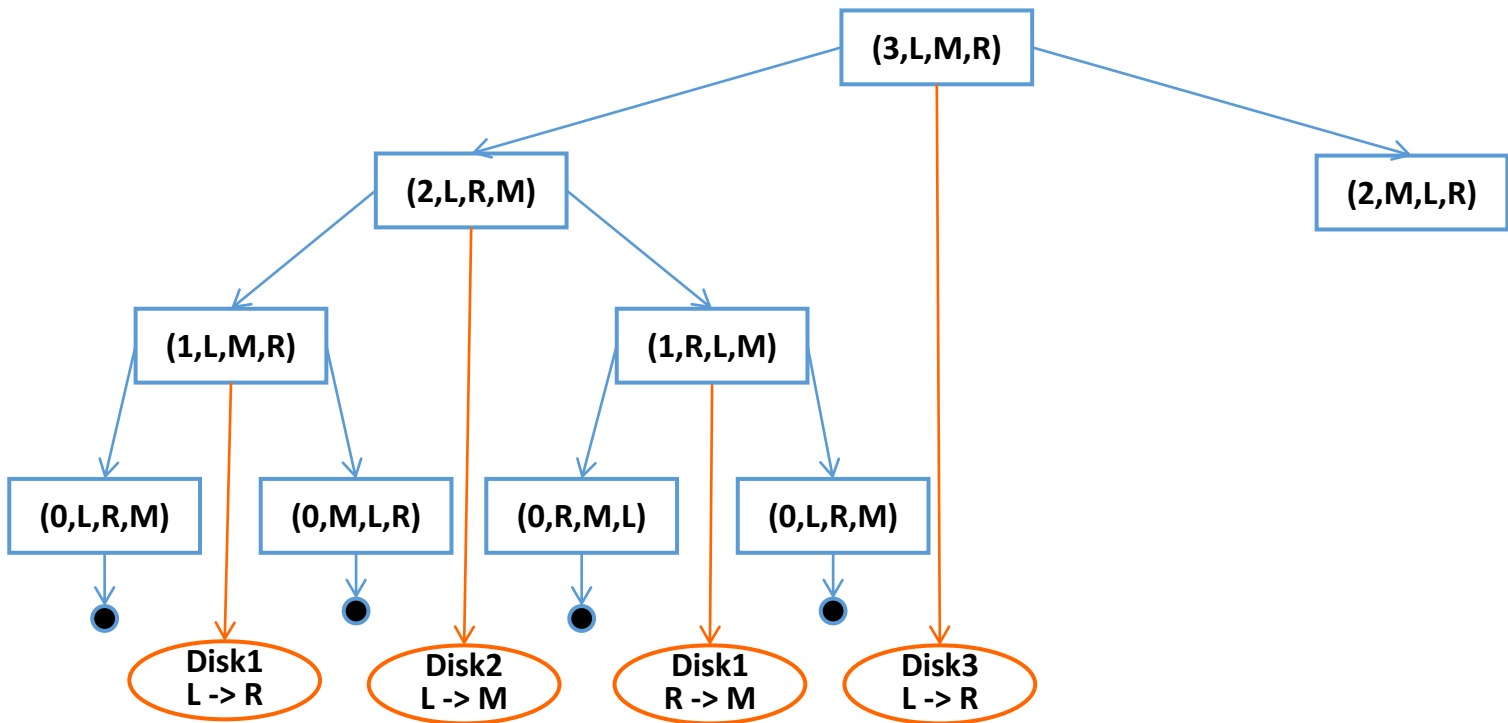 (3,L,M,R)
(2,L,R,M)
(2,M,L,R)
(1,L,M,R)
(1,R,L,M)
(0,L,R,M)
(0,M,L,R)
(0,R,M,L)
(0,L,R,M)
Disk1
L -> R
Disk2
L -> M
Disk1
R -> M
Disk3
L -> R